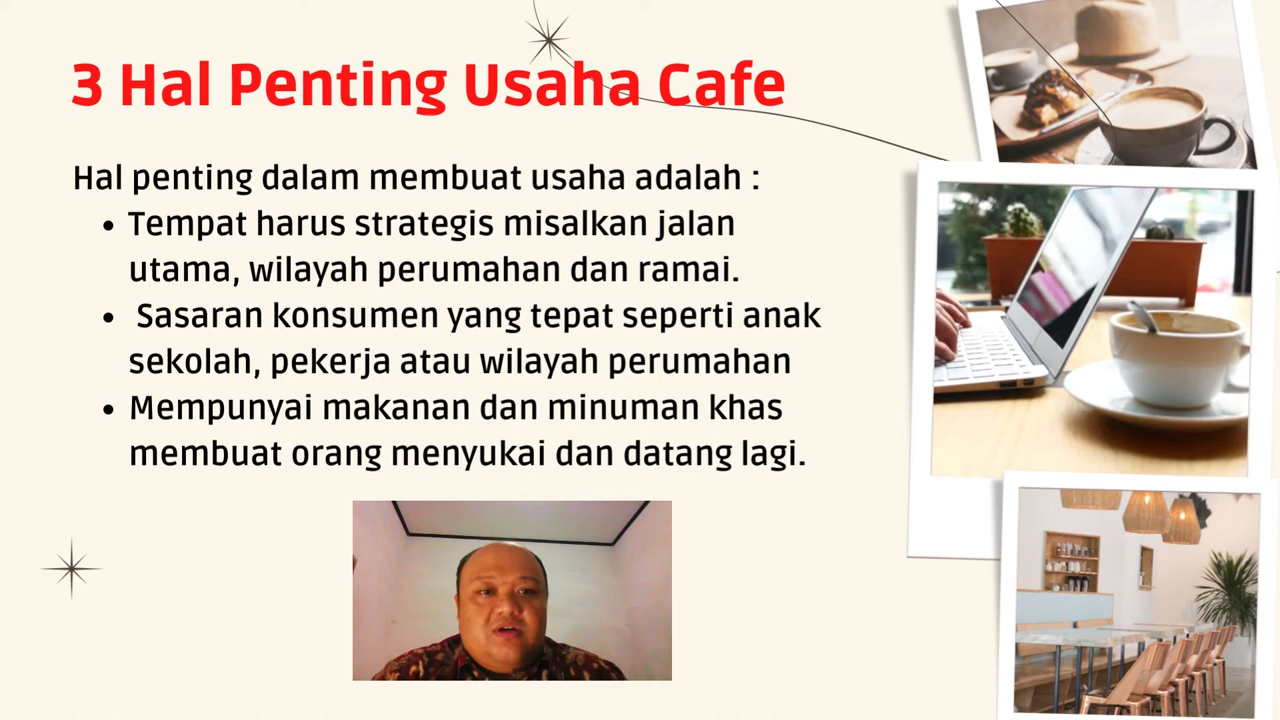 3 Hal Penting Usaha Cafe
Hal penting dalam membuat usaha adalah :
• Tempat harus strategis misalkan jalan
utama, wilayah perumahan dan ramai.
• Sasaran konsumen yang tepat seperti anak
sekolah, pekerja atau wilayah perumahan
• Mempunyai makanan dan minuman khas
membuat orang menyukai dan datang lagi.